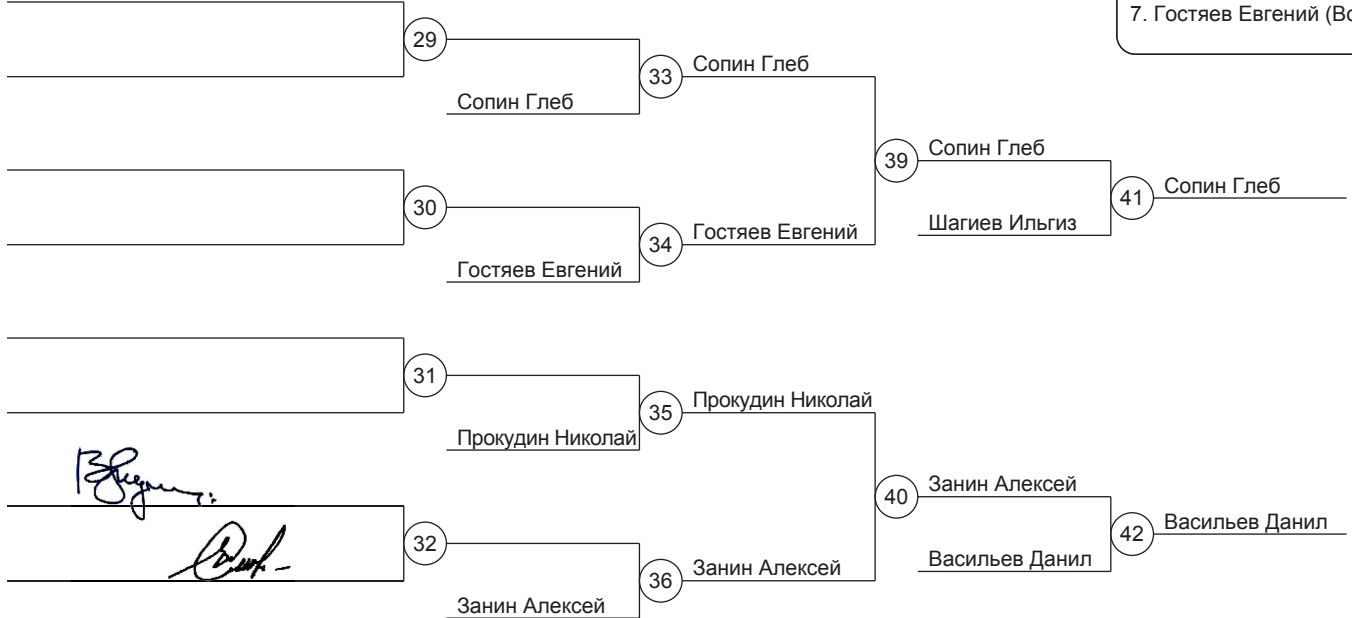 7. Гостяев Евгений (Во
29
33
Сопин Глеб
Сопин Глеб
39
Сопин Глеб
41
Сопин Глеб
30
34
Гостяев Евгений
Шагиев Ильгиз
Гостяев Евгений
31
35
Прокудин Николай
Прокудин Николай
40
Занин Алексей
42
Васильев Данил
32
36
Занин Алексей
Васильев Данил
Занин Алексей